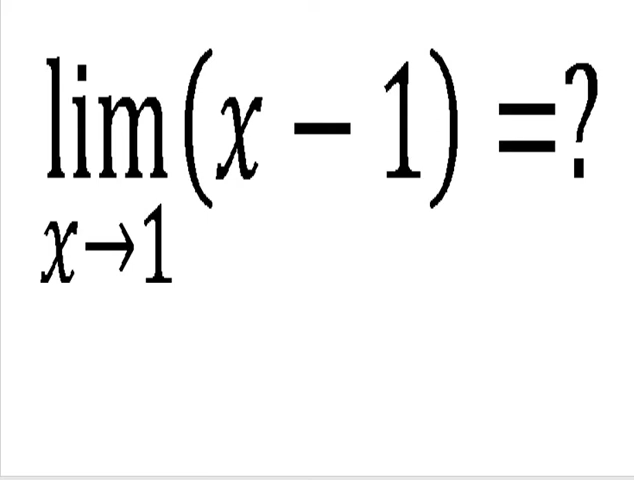 lim(x − 1) =?
x→1